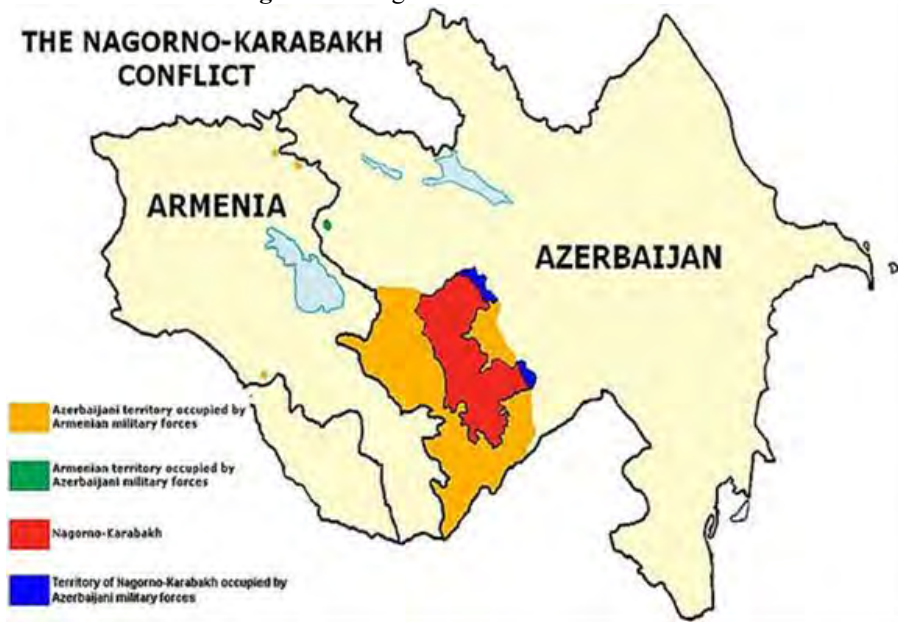 THE NAGORNO-KARABAKH
CONFLICT
ARMENIA
AZERBAIJAN
Azerbaijani territory occupied by
Armenian military forces
Armenian territory occupied by
Azerbaijani military forces
Nagorno-Karabakh
Territory of Nagorno-Karabakh occupied by
Azerbaijani military forces